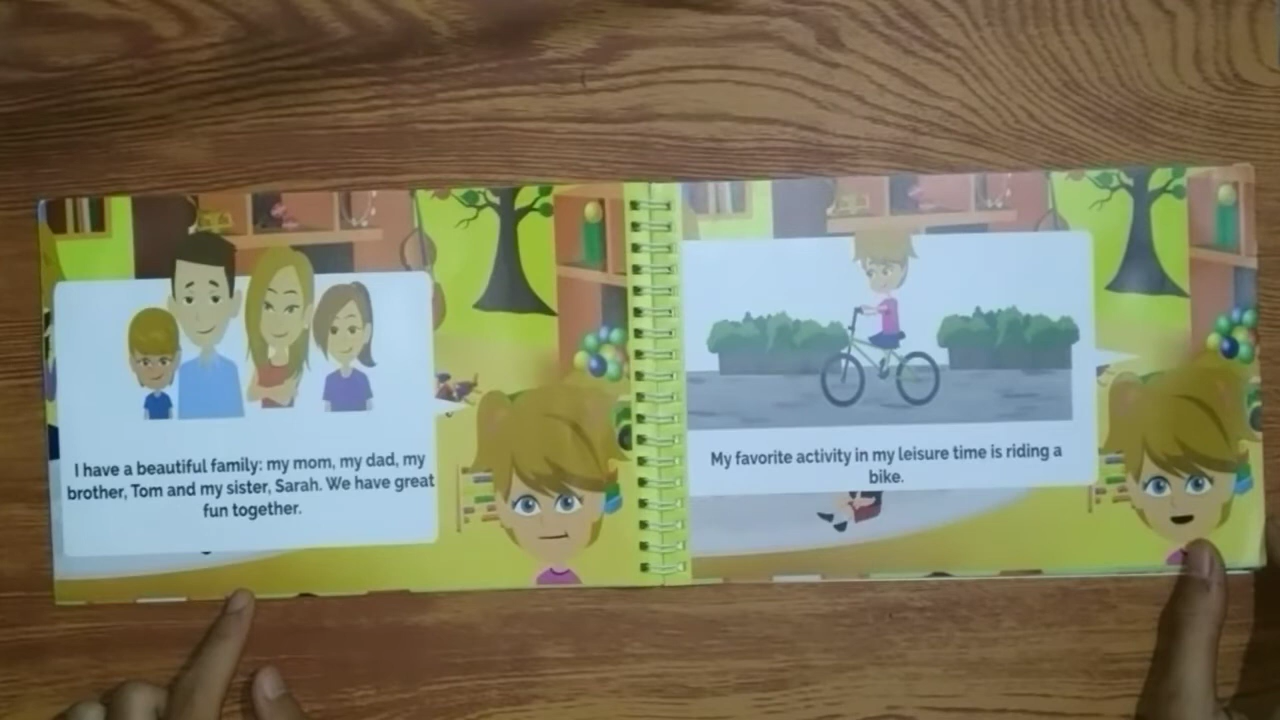 I have a beautiful family: my mom, my dad, my
brother, Tom and my sister, Sarah. We have great
fun together.
My favorite activity in my leisure time is riding a
bike.